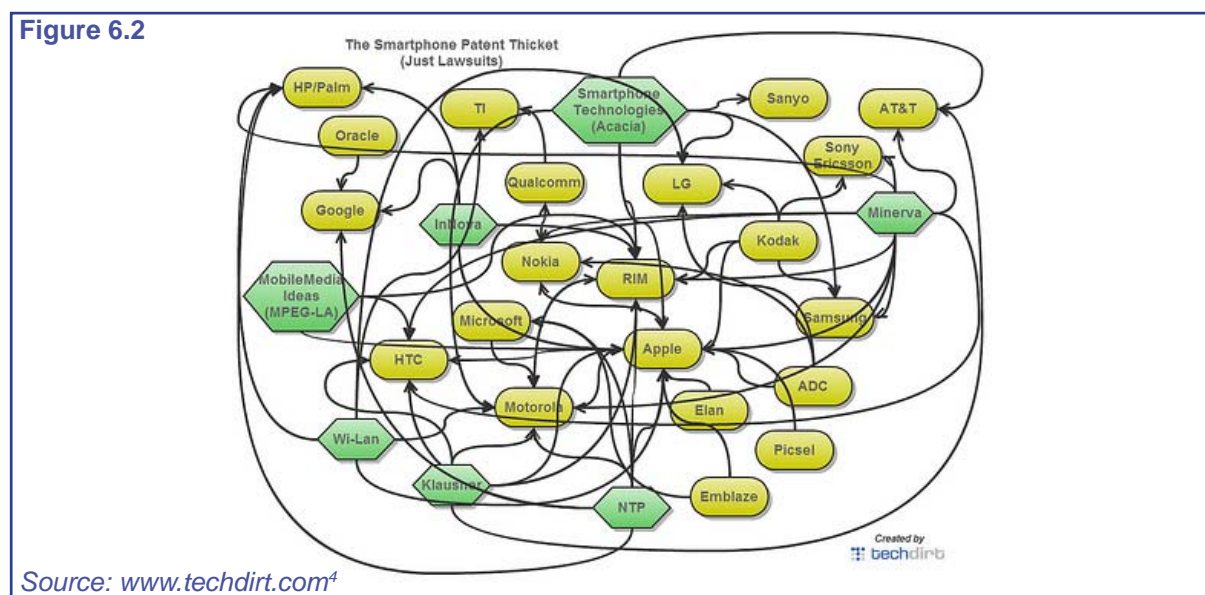 Figure 6.2
The Smartphone Patent Thicket
(Just Lawsuits)
HP/Palm
TI
Smartphone
Technologies
(Acacia)
Sanyo
AT&T
Oracle
Sony
Ericsson
Qualcomm
LG
Google
InNova
Minerva
Kodak
Nokia
RIM
MobileMedia
Ideas
(MPEG-LA)
Microsoft
Samsung
HTC
Apple
ADC
Motorola
Elan
Wi-Lan
Picsel
Klausner
NTP
Emblaze
Created by
techdirt
Source: www.techdirt.com⁴